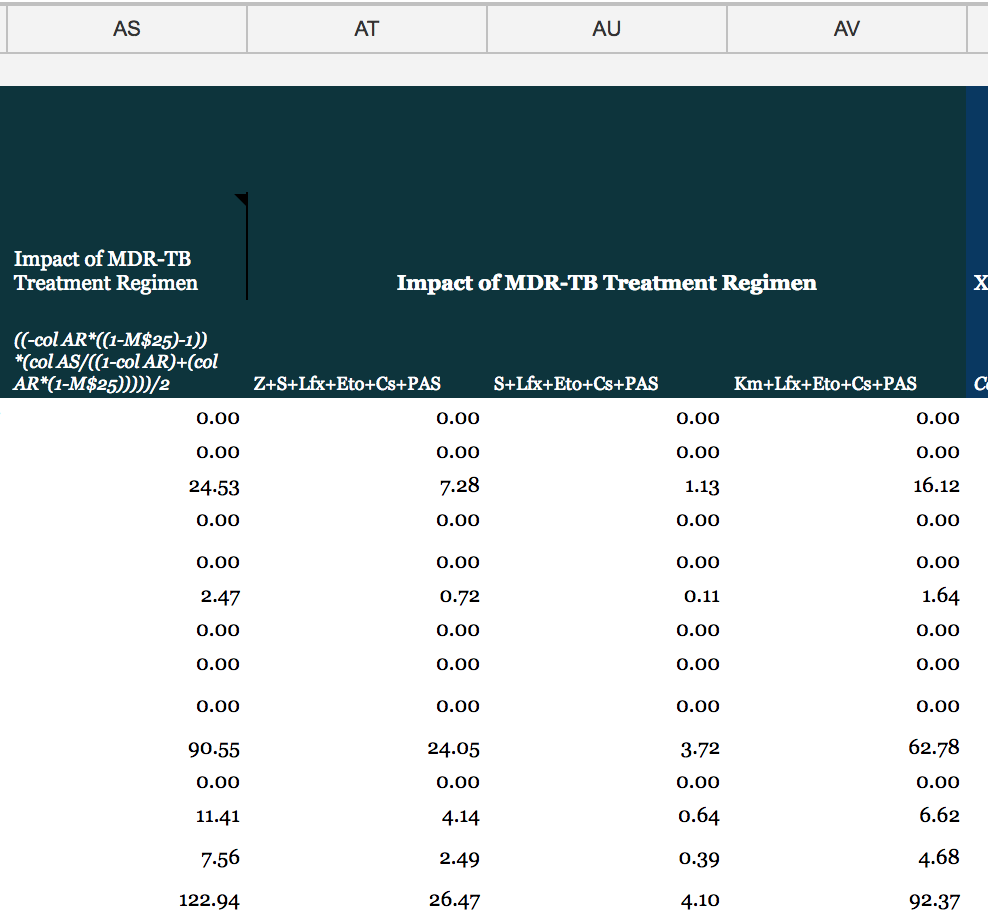 AS AT AU AV
Impact of MDR-TB
Treatment Regimen
Impact of MDR-TB Treatment Regimen
X
((-col AR*((1-M$25)-1))
*(col AS/((1-col AR)+(col
AR*(1-M$25)))))/2
Z+S+Lfx+Eto+Cs+PAS S+Lfx+Eto+Cs+PAS Km+Lfx+Eto+Cs+PAS
0.00 0.00 0.00 0.00
0.00 0.00 0.00 0.00
24.53 7.28 1.13 16.12
0.00 0.00 0.00 0.00
0.00 0.00 0.00 0.00
2.47 0.72 0.11 1.64
0.00 0.00 0.00 0.00
0.00 0.00 0.00 0.00
0.00 0.00 0.00 0.00
90.55 24.05 3.72 62.78
0.00 0.00 0.00 0.00
11.41 4.14 0.64 6.62
7.56 2.49 0.39 4.68
122.94 26.47 4.10 92.37